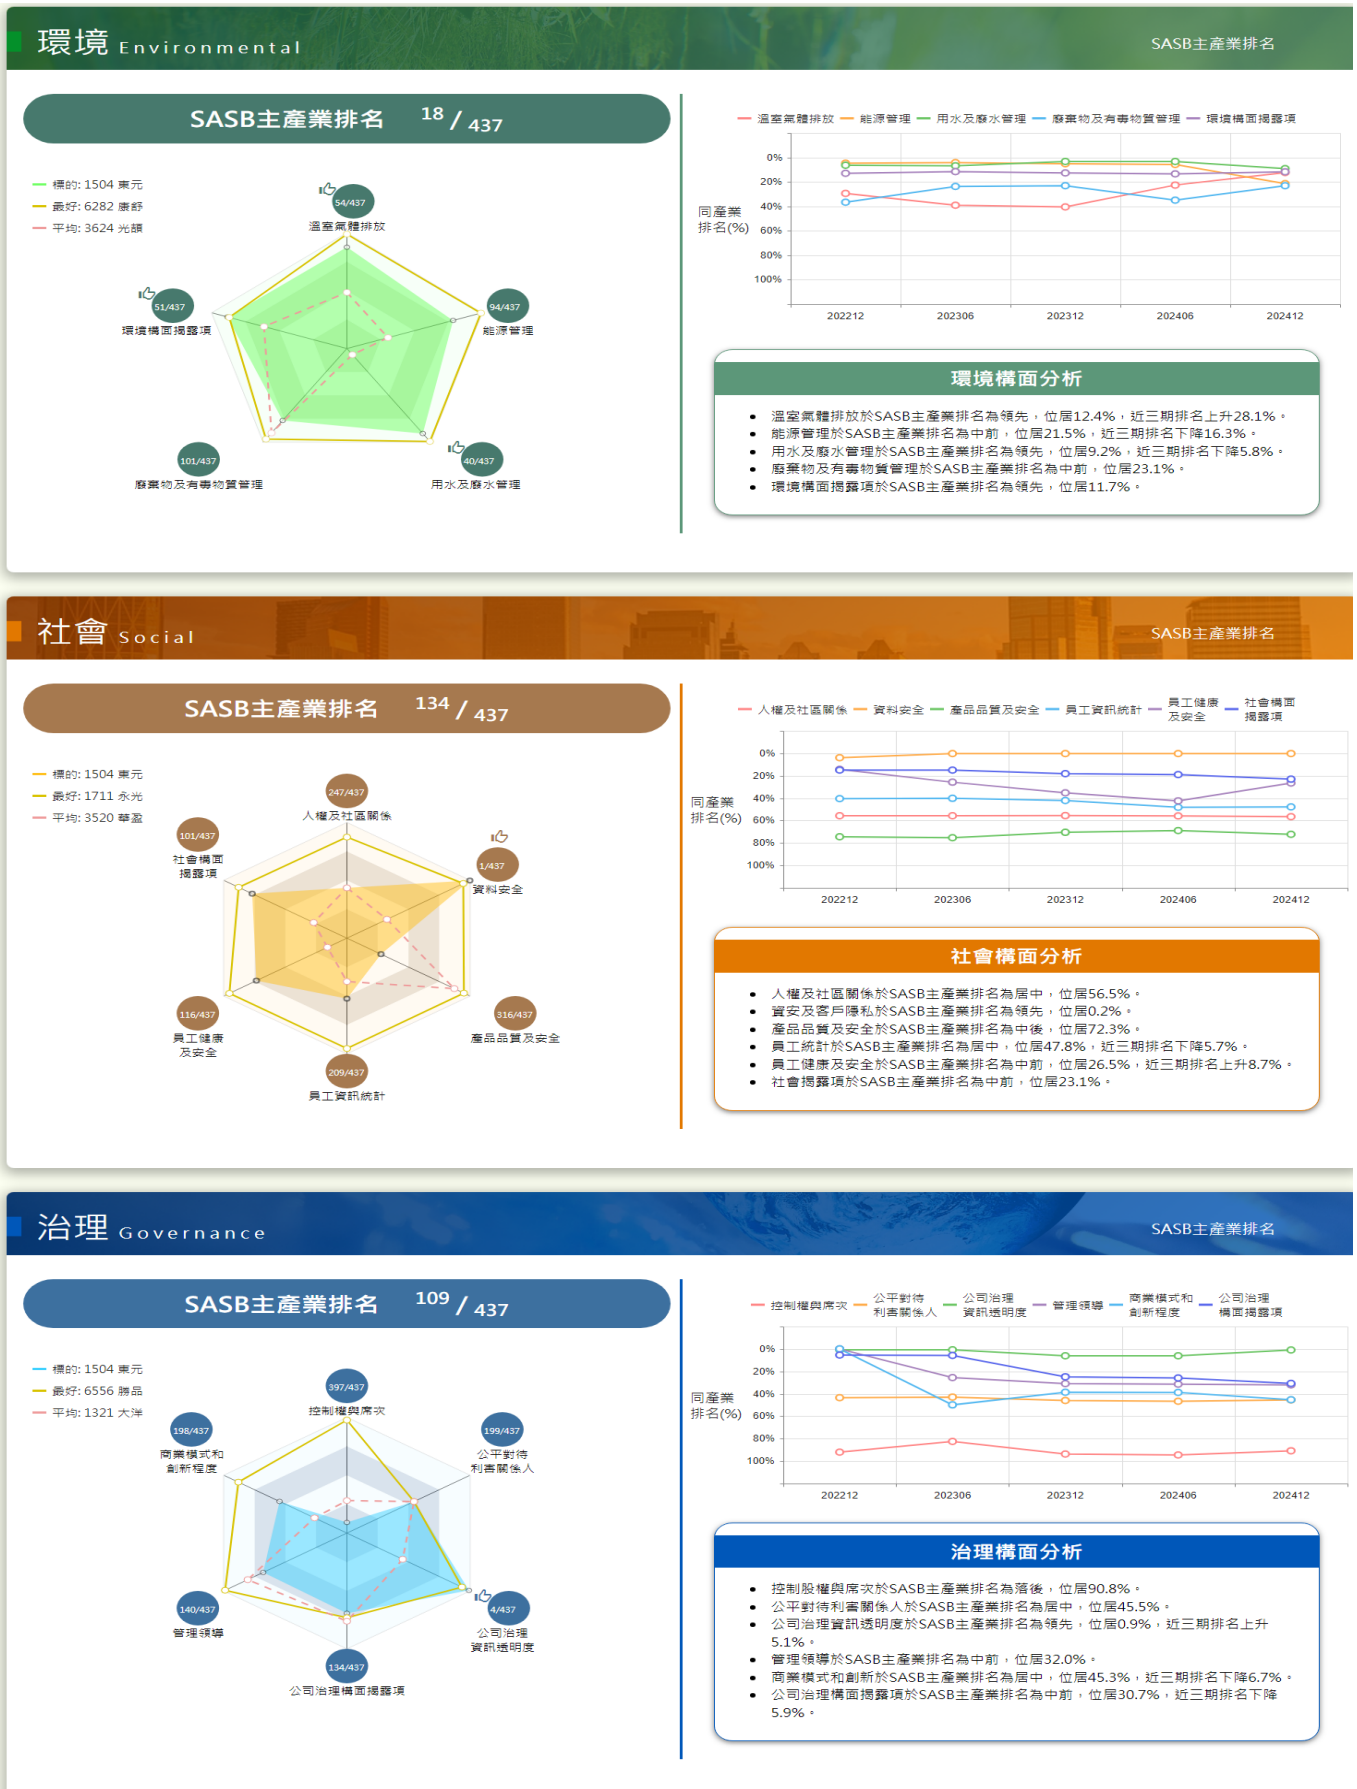 環境 Environmental
SASB主產業排名
SASB主產業排名 18 / 437
標的: 1504 東元
最好: 6282 康舒
平均: 3624 光頡
54/437
溫室氣體排放
94/437
能源管理
40/437
用水及廢水管理
101/437
廢棄物及有毒物質管理
51/437
環境構面揭露項
溫室氣體排放 能源管理 用水及廢水管理 廢棄物及有毒物質管理 環境構面揭露項
同產業
排名(%)
0%
20%
40%
60%
80%
100%
202212 202306 202312 202406 202412
環境構面分析
• 溫室氣體排放於SASB主產業排名為領先，位居12.4%，近三期排名上升28.1%。
• 能源管理於SASB主產業排名為中前，位居21.5%，近三期排名下降16.3%。
• 用水及廢水管理於SASB主產業排名為領先，位居9.2%，近三期排名下降5.8%。
• 廢棄物及有毒物質管理於SASB主產業排名為中前，位居23.1%。
• 環境構面揭露項於SASB主產業排名為領先，位居11.7%。
社會 Social
SASB主產業排名
SASB主產業排名 134 / 437
標的: 1504 東元
最好: 1711 永光
平均: 3520 華盈
247/437
人權及社區關係
1/437
資料安全
316/437
產品品質及安全
209/437
員工資訊統計
116/437
員工健康
及安全
101/437
社會構面
揭露項
人權及社區關係 資料安全 產品品質及安全 員工資訊統計 員工健康
及安全 社會構面
揭露項
同產業
排名(%)
0%
20%
40%
60%
80%
100%
202212 202306 202312 202406 202412
社會構面分析
• 人權及社區關係於SASB主產業排名為居中，位居56.5%。
• 資安及客戶隱私於SASB主產業排名為領先，位居0.2%。
• 產品品質及安全於SASB主產業排名為中後，位居72.3%。
• 員工統計於SASB主產業排名為居中，位居47.8%，近三期排名下降5.7%。
• 員工健康及安全於SASB主產業排名為中前，位居26.5%，近三期排名上升8.7%。
• 社會揭露項於SASB主產業排名為中前，位居23.1%。
治理 Governance
SASB主產業排名
SASB主產業排名 109 / 437
標的: 1504 東元
最好: 6556 勝品
平均: 1321 大洋
397/437
控制權與席次
199/437
公平對待
利害關係人
4/437
公司治理
資訊透明度
134/437
公司治理構面揭露項
140/437
管理領導
198/437
商業模式和
創新程度
控制權與席次 公平對待
利害關係人 公司治理
資訊透明度 管理領導 商業模式和
創新程度 公司治理
構面揭露項
同產業
排名(%)
0%
20%
40%
60%
80%
100%
202212 202306 202312 202406 202412
治理構面分析
• 控制股權與席次於SASB主產業排名為落後，位居90.8%。
• 公平對待利害關係人於SASB主產業排名為居中，位居45.5%。
• 公司治理資訊透明度於SASB主產業排名為領先，位居0.9%，近三期排名上升
5.1%。
• 管理領導於SASB主產業排名為中前，位居32.0%。
• 商業模式和創新於SASB主產業排名為居中，位居45.3%，近三期排名下降6.7%。
• 公司治理構面揭露項於SASB主產業排名為中前，位居30.7%，近三期排名下降
5.9%。